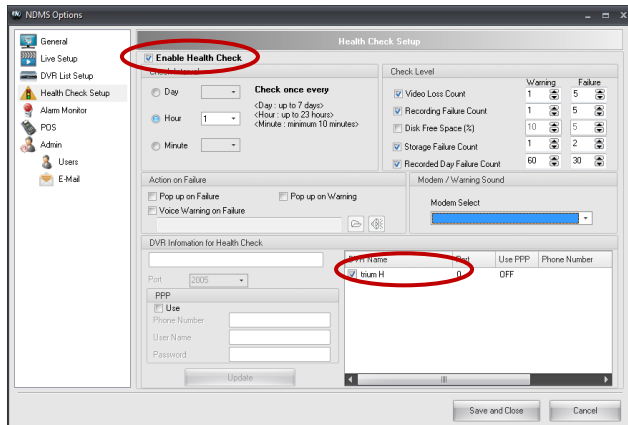 NDMS Options
General
Live Setup
DVR List Setup
Health Check Setup
Alarm Monitor
POS
Admin
Users
E-Mail
Health Check Setup
Enable Health Check
Check Interval
Day
Hour 1
Minute
Check once every
<Day : up to 7 days>
<Hour : up to 23 hours>
<Minute : minimum 10 minutes>
Check Level
Warning Failure
Video Loss Count 1 5
Recording Failure Count 1 5
Disk Free Space (%) 10 5
Storage Failure Count 1 2
Recorded Day Failure Count 60 30
Action on Failure
Pop up on Failure Pop up on Warning
Voice Warning on Failure
Modem / Warning Sound
Modem Select
DVR Infomation for Health Check
Port 2005
PPP
Use
Phone Number
User Name
Password
Update
DVR Name Port Use PPP Phone Number
trium H 0 OFF
Save and Close Cancel